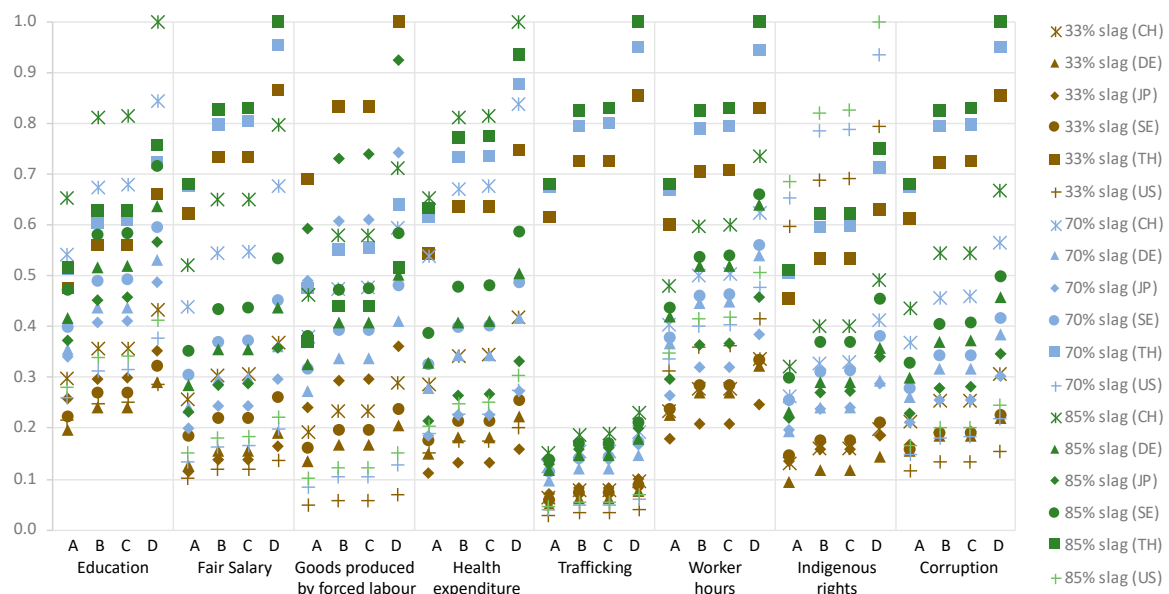 1.0
0.9
0.8
0.7
0.6
0.5
0.4
0.3
0.2
0.1
0.0
A B C D A B C D A B C D A B C D A B C D A B C D A B C D A B C D
Education Fair Salary Goods produced Health Trafficking Worker Indigenous Corruption
by forced labour expenditure hours rights
33% slag (CH)
33% slag (DE)
33% slag (JP)
33% slag (SE)
33% slag (TH)
33% slag (US)
70% slag (CH)
70% slag (DE)
70% slag (JP)
70% slag (SE)
70% slag (TH)
70% slag (US)
85% slag (CH)
85% slag (DE)
85% slag (JP)
85% slag (SE)
85% slag (TH)
85% slag (US)